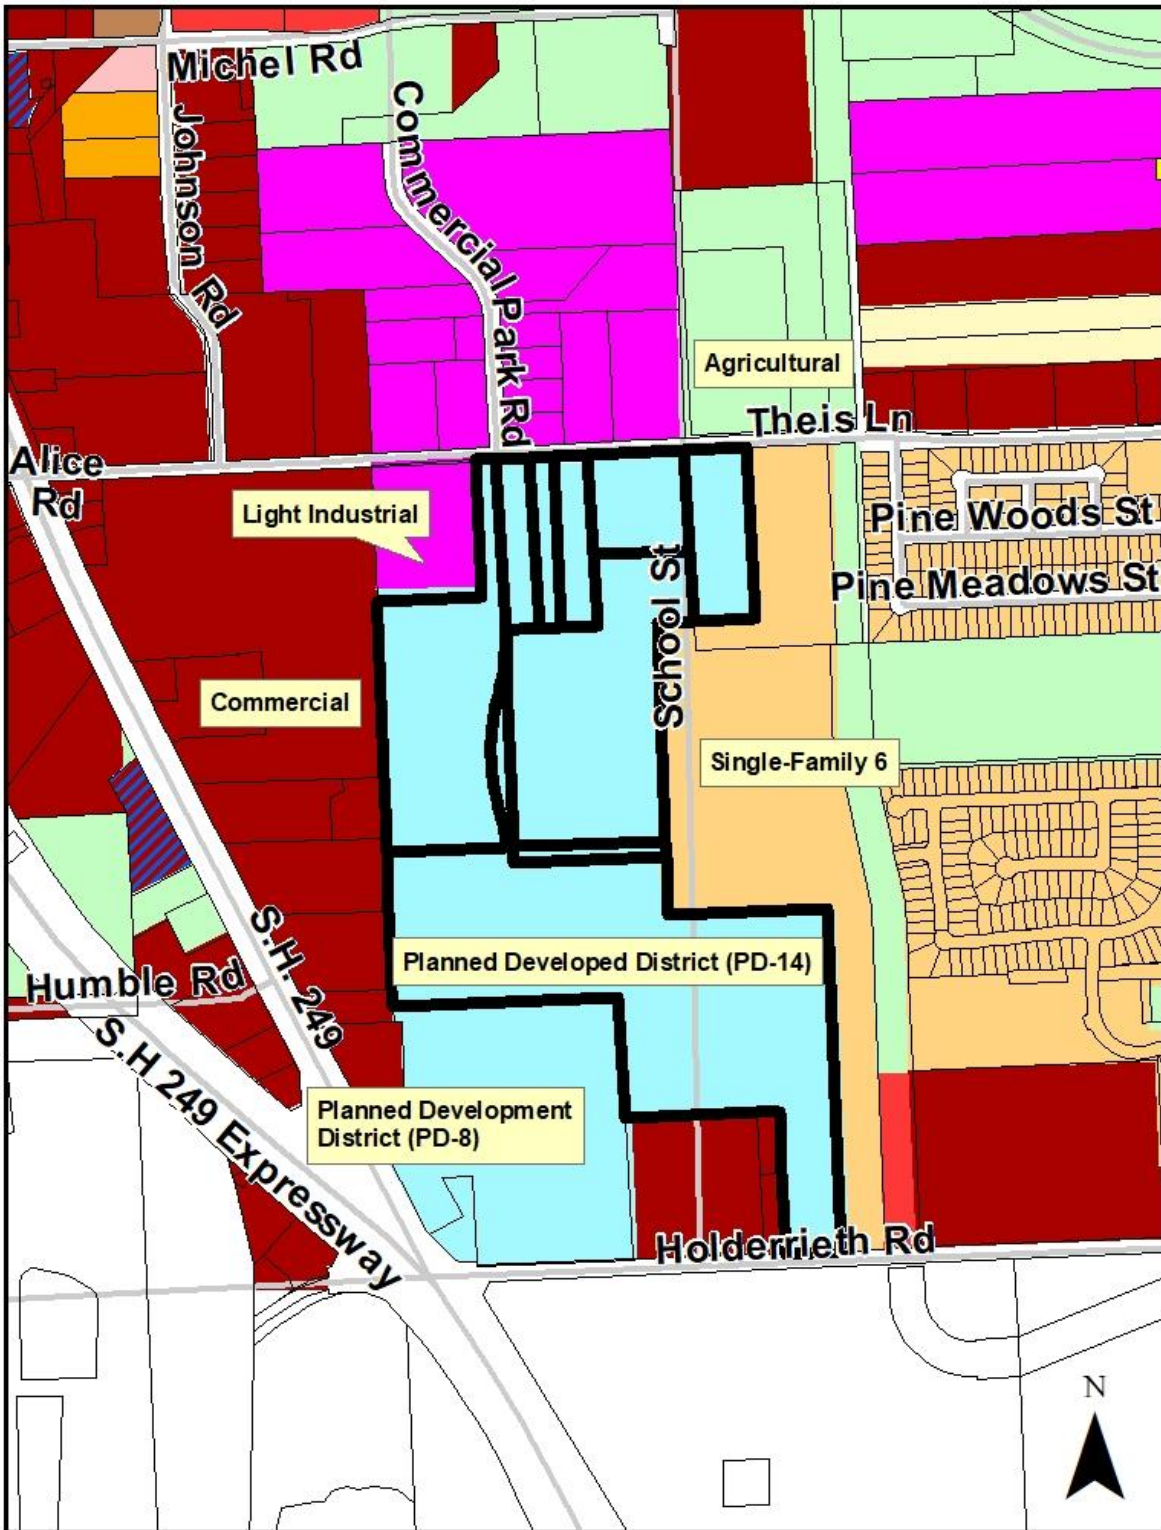 Michel Rd
Johnson Rd
Commercial Park Rd
Agricultural
Theis Ln
Alice
Rd
Light Industrial
Pine Woods St
Pine Meadows St
School St
Commercial
Single-Family 6
S.H. 249
Planned Developed District (PD-14)
Humble Rd
S.H 249 Expressway
Planned Development
District (PD-8)
Holderrieth Rd
N